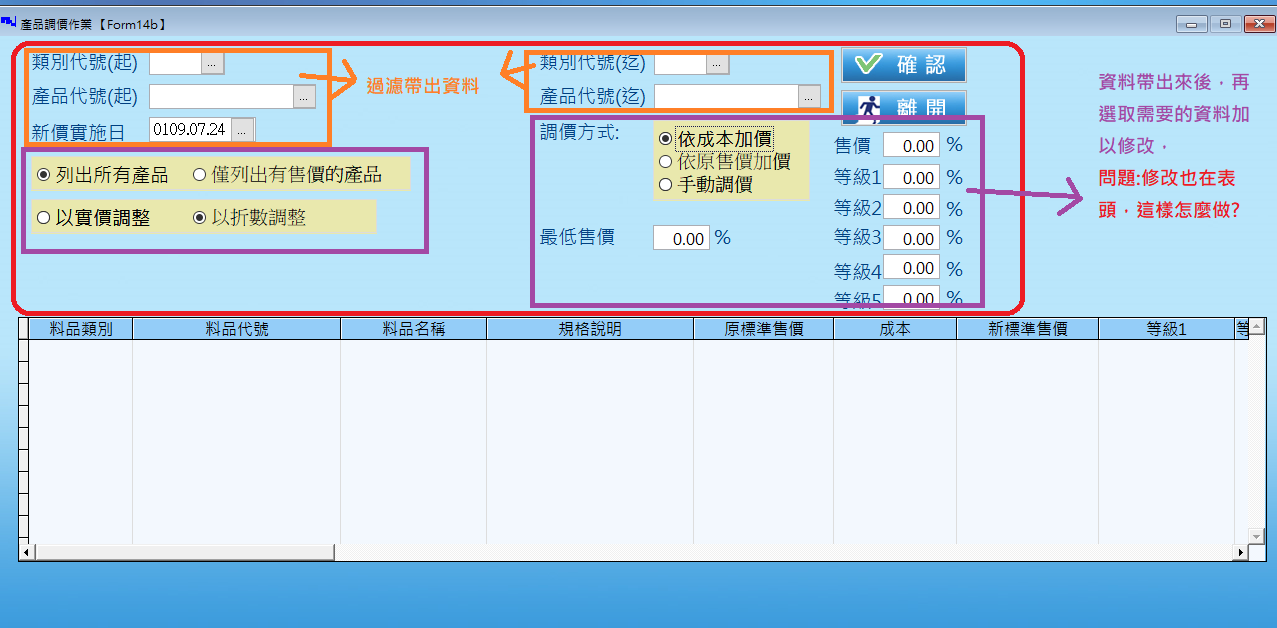 產品調價作業【Form14b】
類別代號(起)
...
類別代號(迄)
...
確 認
產品代號(起)
...
過濾帶出資料
產品代號(迄)
...
離 開
新價實施日
0109.07.24
...
列出所有產品
僅列出有售價的產品
以實價調整
以折數調整
調價方式:
依成本加價
依原售價加價
手動調價
最低售價
0.00 %
售價 0.00 %
等級1 0.00 %
等級2 0.00 %
等級3 0.00 %
等級4 0.00 %
等級5 0.00 %
資料帶出來後，再
選取需要的資料加
以修改，
問題:修改也在表
頭，這樣怎麼做?
料品類別 料品代號 料品名稱 規格說明 原標準售價 成本 新標準售價 等級1 等